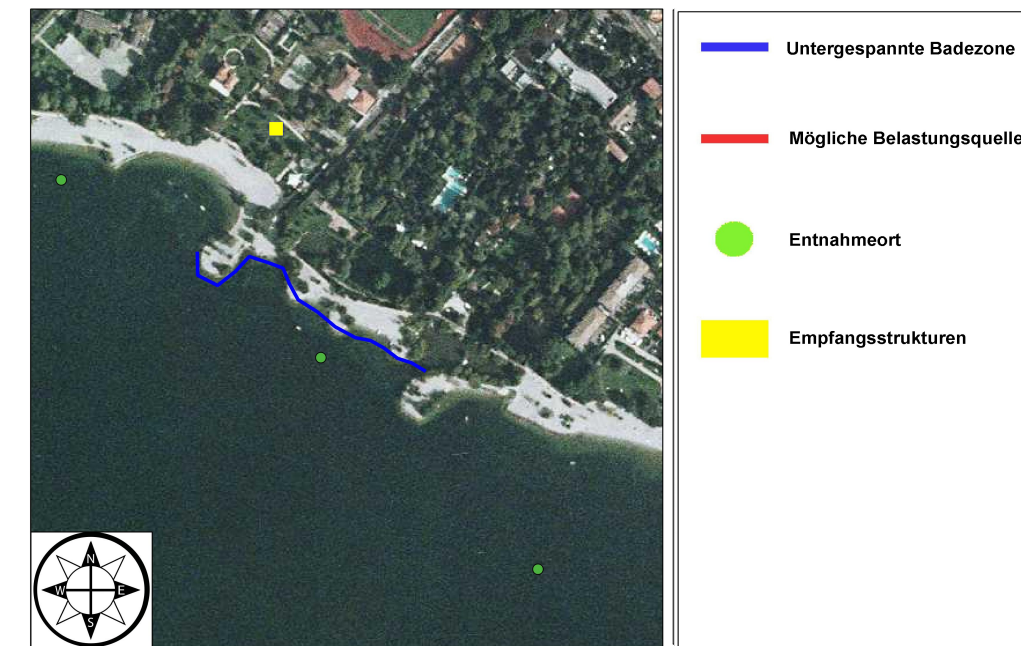 Untergespannte Badezone
Mögliche Belastungsquelle
Entnahmeort
Empfangsstrukturen
N
W E
S